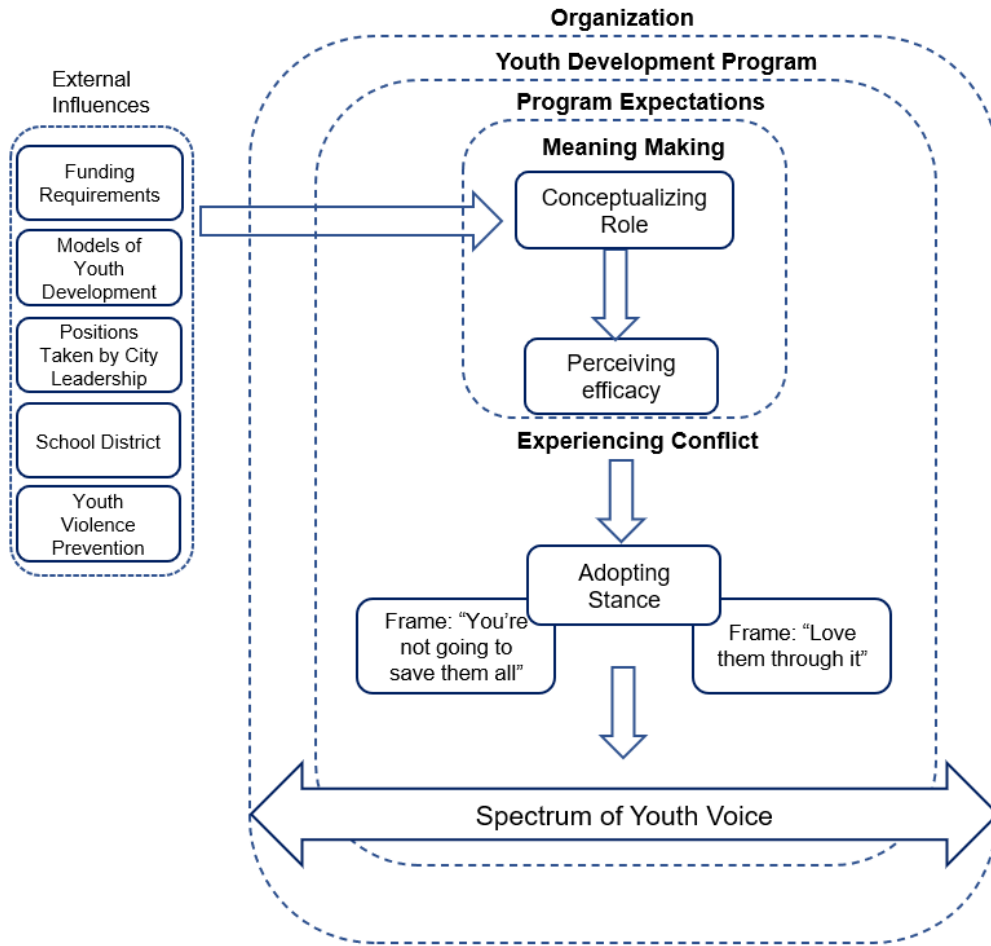 Organization
Youth Development Program
Program Expectations
Meaning Making
Conceptualizing
Role
Perceiving
efficacy
Experiencing Conflict
Adopting
Stance
Frame: “You’re
not going to
save them all”
Frame: “Love
them through it”
Spectrum of Youth Voice
External
Influences
Funding
Requirements
Models of
Youth
Development
Positions
Taken by City
Leadership
School District
Youth
Violence
Prevention